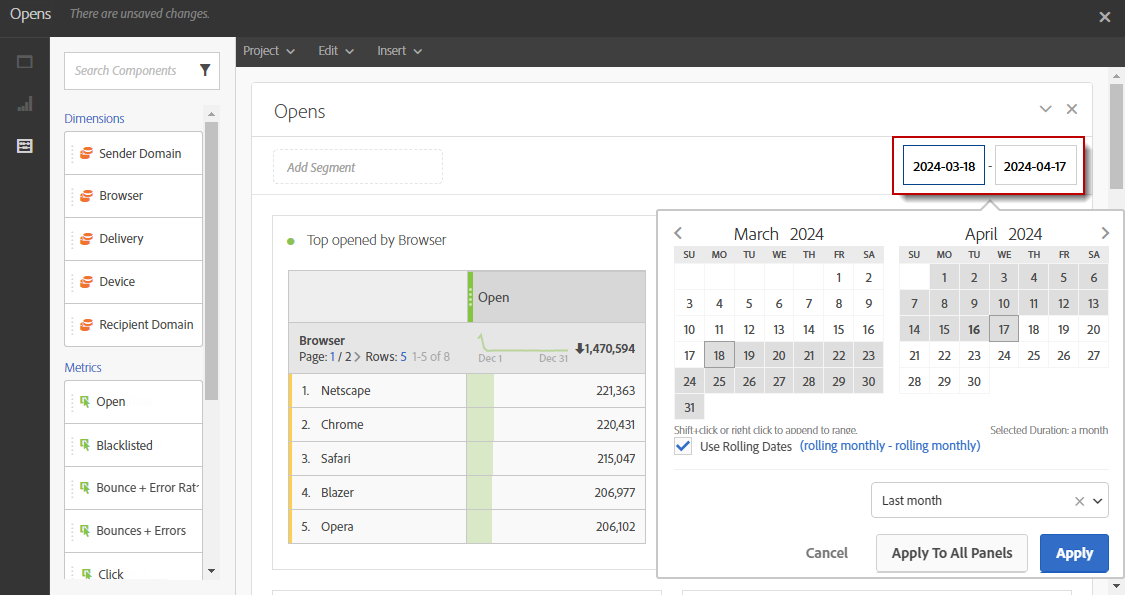 Opens There are unsaved changes.
Project Edit Insert
Search Components
Dimensions
Sender Domain
Browser
Delivery
Device
Recipient Domain
Metrics
Open
Blacklisted
Bounce + Error Rat
Bounces + Errors
Click
Opens
Add Segment
2024-03-18 - 2024-04-17
Top opened by Browser
Open
Browser
Page: 1 / 2 > Rows: 5 1-5 of 8
Dec 1 Dec 31
1,470,594
1. Netscape 221,363
2. Chrome 220,431
3. Safari 215,047
4. Blazer 206,977
5. Opera 206,102
March 2024
SU MO TU WE TH FR SA
1 2
3 4 5 6 7 8 9
10 11 12 13 14 15 16
17 18 19 20 21 22 23
24 25 26 27 28 29 30
31
April 2024
SU MO TU WE TH FR SA
1 2 3 4 5 6
7 8 9 10 11 12 13
14 15 16 17 18 19 20
21 22 23 24 25 26 27
28 29 30
Shift+click or right click to append to range.
Selected Duration: a month
Use Rolling Dates (rolling monthly - rolling monthly)
Last month
Cancel Apply To All Panels Apply